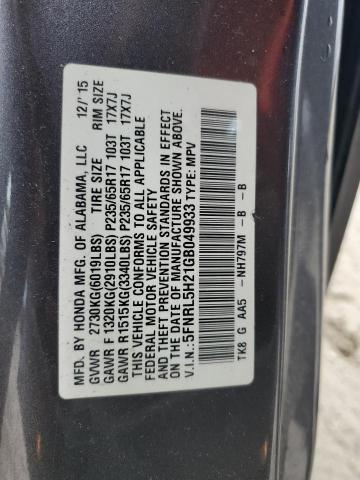 MFD. BY HONDA MFG. OF ALABAMA, LLC 12/'15
TIRE SIZE RIM SIZE
GVWR 2730KG(6019LBS)
GAWR F 1320KG(2910LBS) P235/65R17 103T 17X7J
GAWR R1515KG(3340LBS) P235/65R17 103T 17X7J
THIS VEHICLE CONFORMS TO ALL APPLICABLE
FEDERAL MOTOR VEHICLE SAFETY
AND THEFT PREVENTION STANDARDS IN EFFECT
ON THE DATE OF MANUFACTURE SHOWN ABOVE.
V.I.N.:5FNRL5H21GB049933 TYPE: MPV
TK8 G AA5 -NH797M -B -B